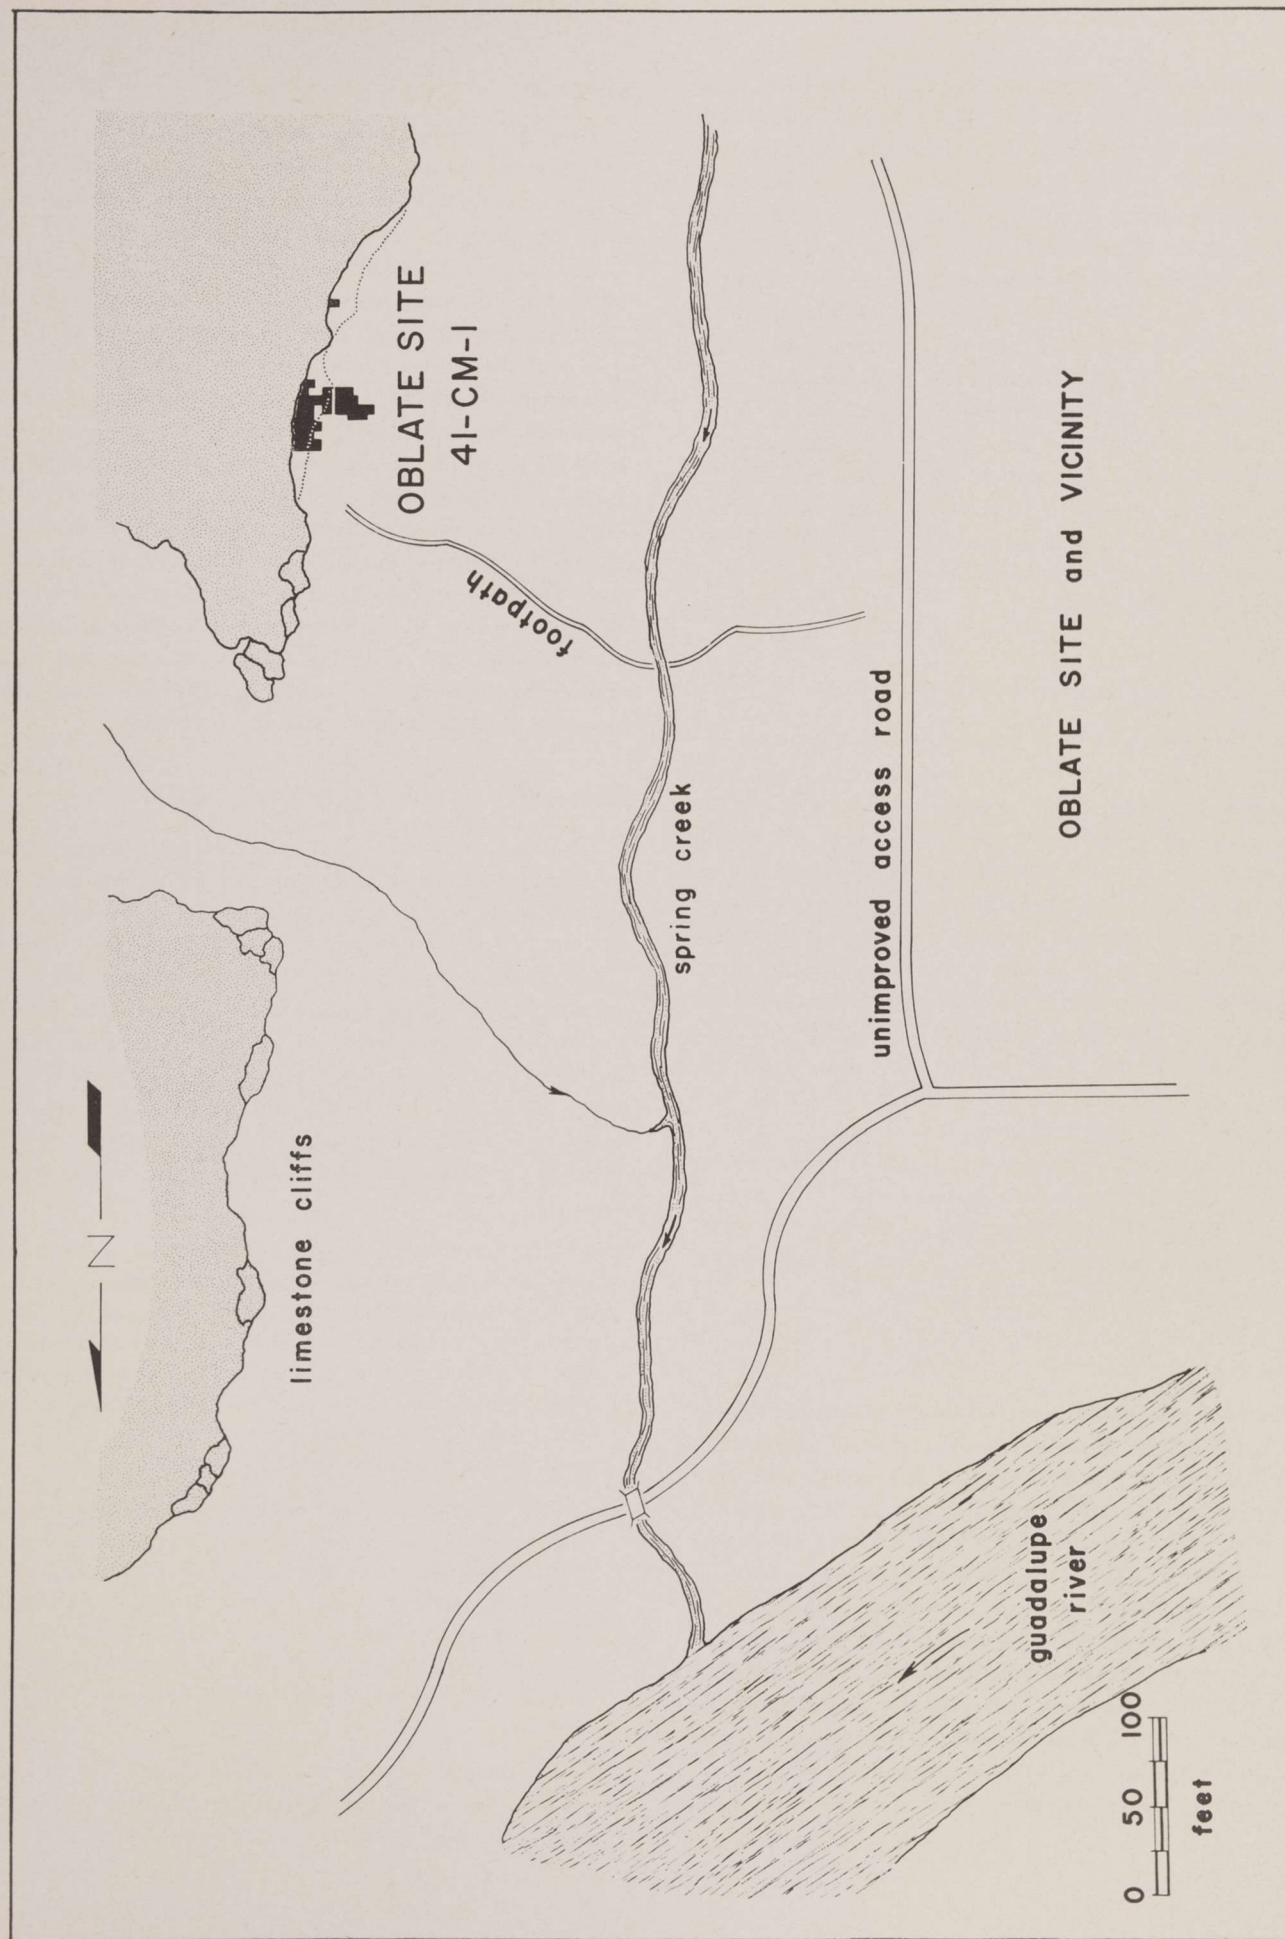 N
limestone cliffs
OBLATE SITE
41-CM-1
footpath
spring creek
unimproved access road
guadalupe
river
OBLATE SITE and VICINITY
0 50 100
feet